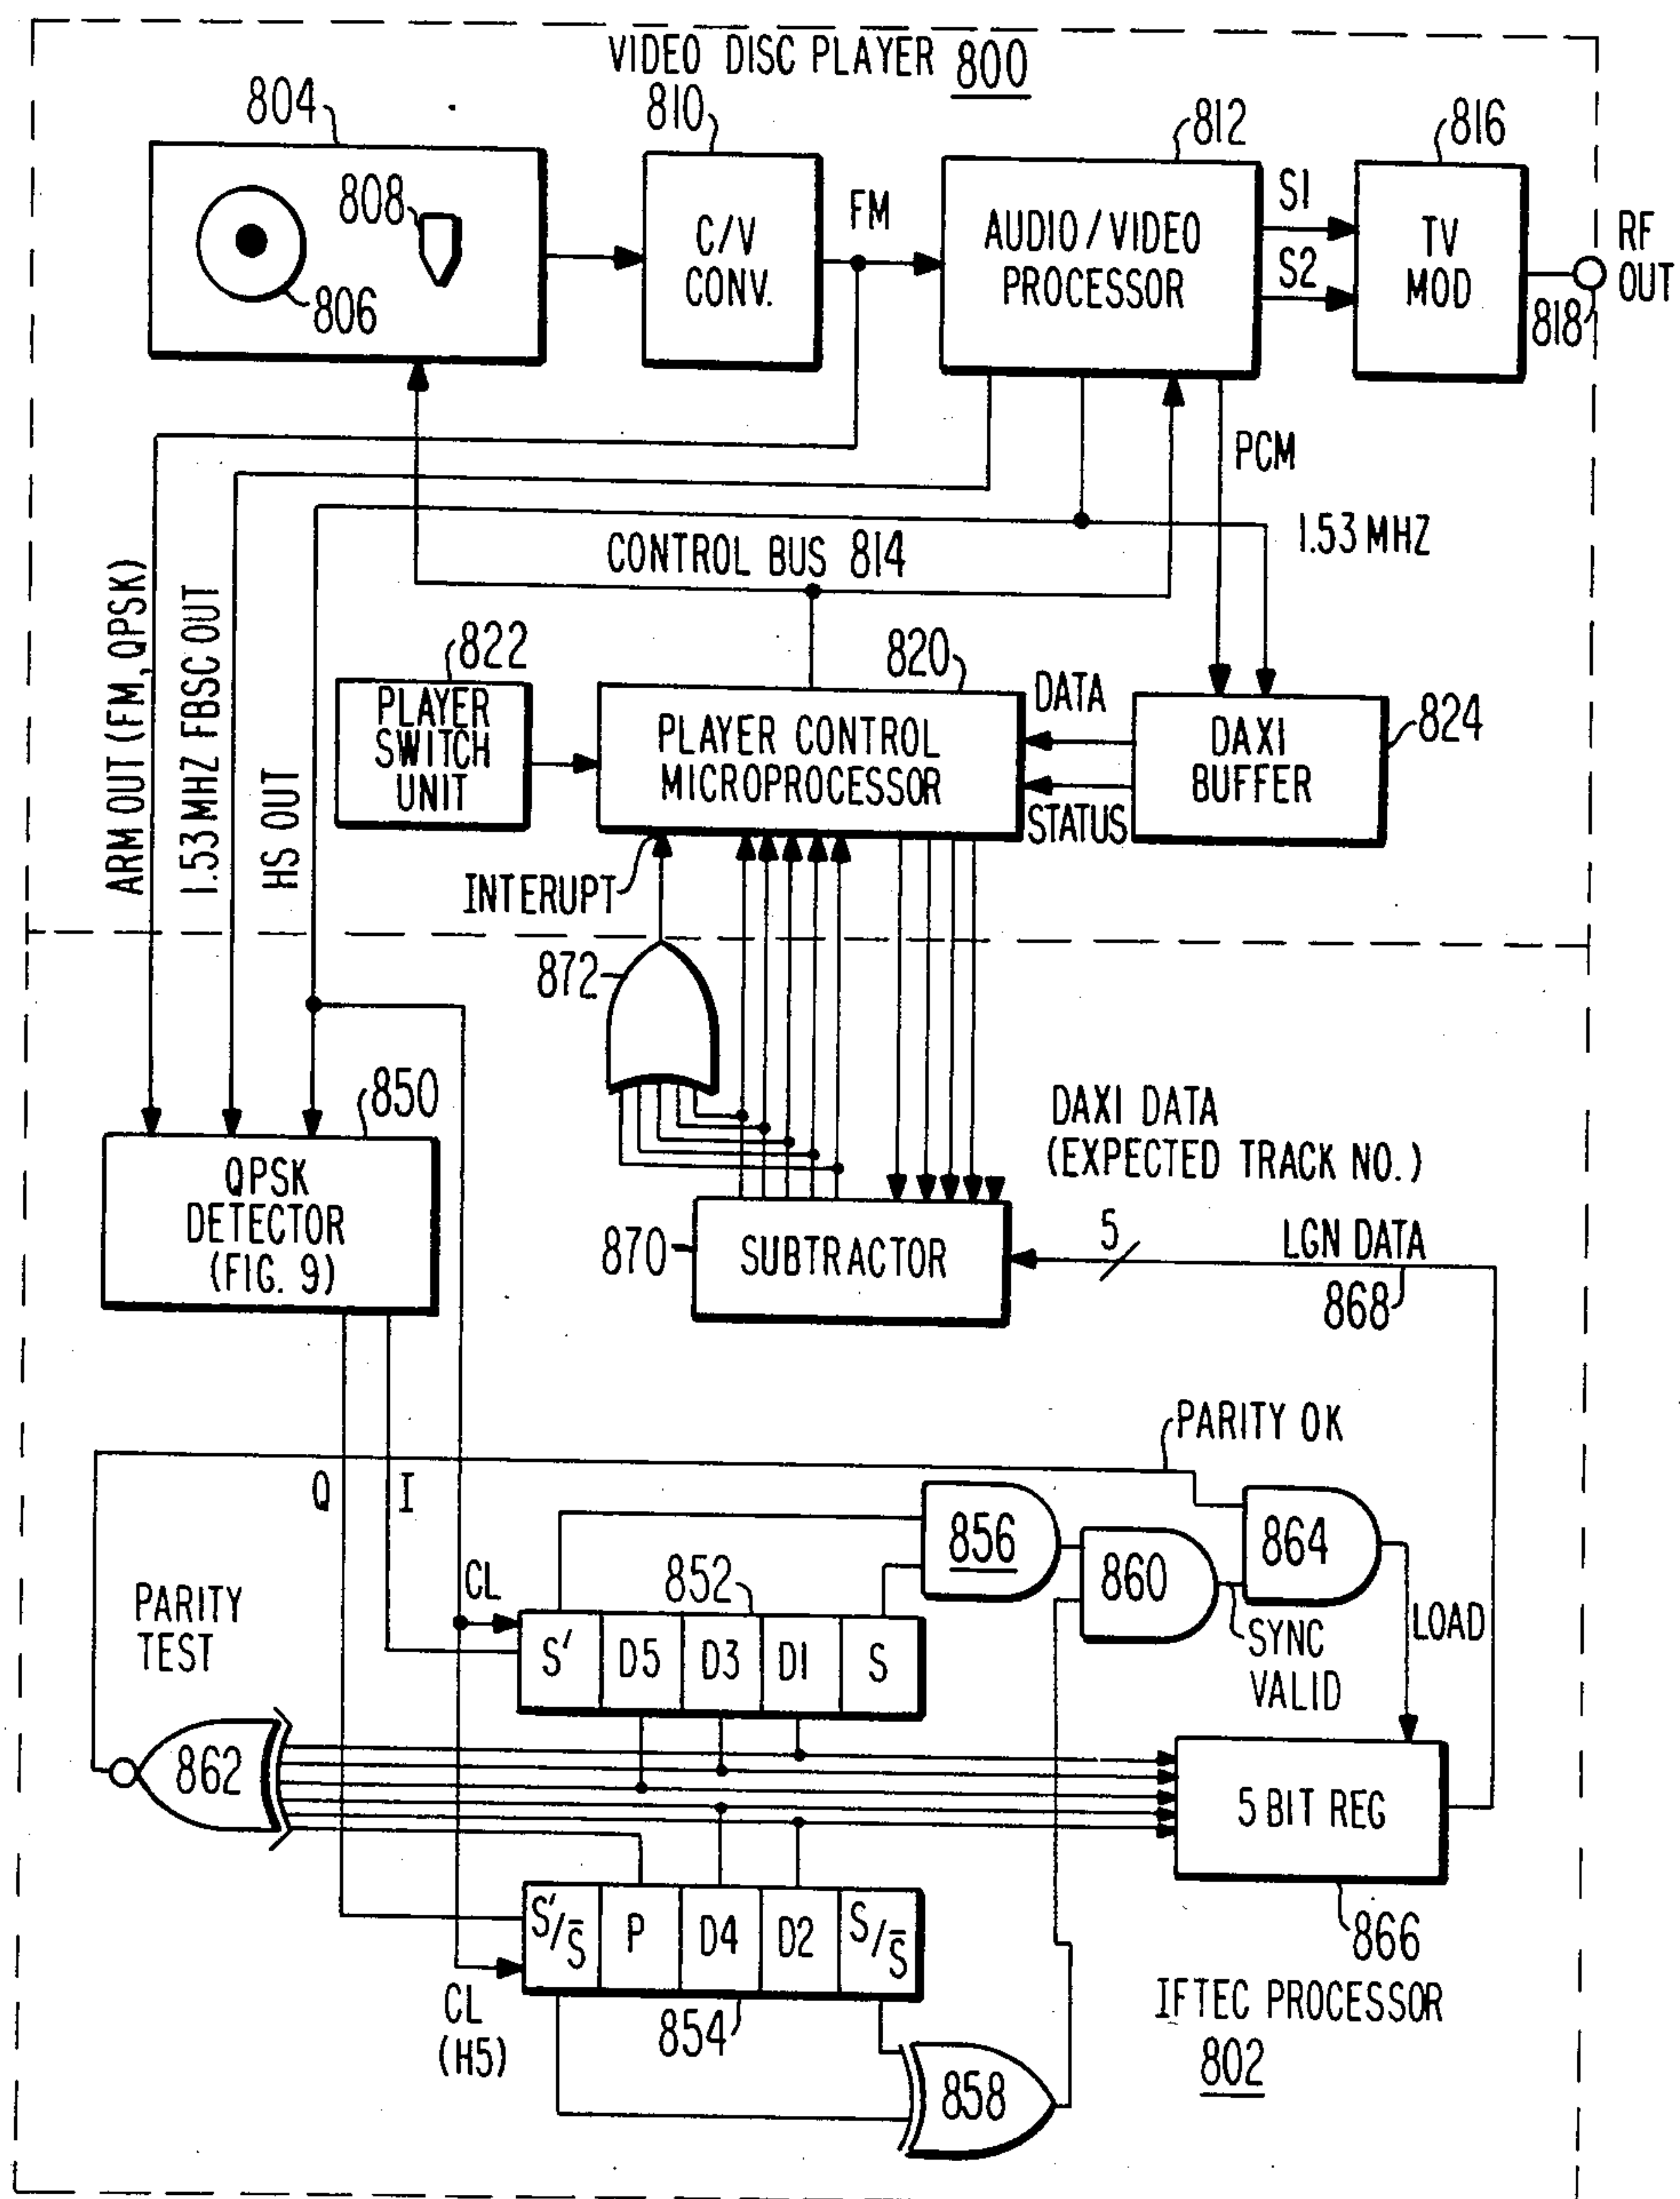 VIDEO DISC PLAYER 800
804
810
812
816
808
806
C/V
CONV.
FM
AUDIO/VIDEO
PROCESSOR
S1
S2
TV
MOD
RF
OUT
818
PCM
1.53 MHZ
CONTROL BUS 814
ARM OUT (FM, QPSK)
1.53 MHZ FBSC OUT
HS OUT
822
PLAYER
SWITCH
UNIT
820
PLAYER CONTROL
MICROPROCESSOR
DATA
STATUS
DAXI
BUFFER
824
INTERUPT
872
850
QPSK
DETECTOR
(FIG. 9)
DAXI DATA
(EXPECTED TRACK NO.)
870
SUBTRACTOR
5
LGN DATA
868
PARITY OK
Q
I
856
860
864
CL
852
PARITY
TEST
S' D5 D3 D1 S
SYNC
VALID
LOAD
862
5 BIT REG
866
S'/S̄ P D4 D2 S/S̄
CL
(H5)
854
858
IFTEC PROCESSOR
802